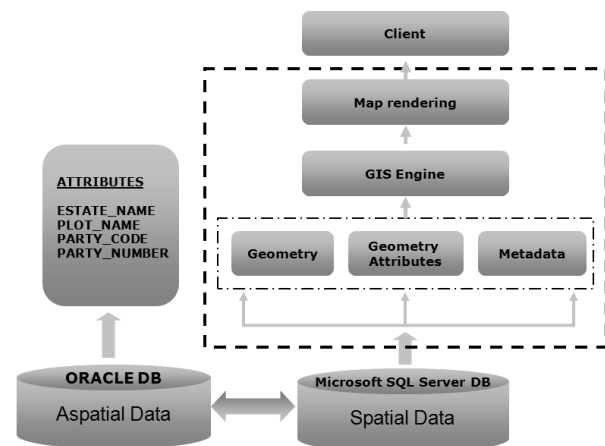 Client
Map rendering
GIS Engine
ATTRIBUTES
ESTATE_NAME
PLOT_NAME
PARTY_CODE
PARTY_NUMBER
Geometry
Geometry
Attributes
Metadata
ORACLE DB
Aspatial Data
Microsoft SQL Server DB
Spatial Data